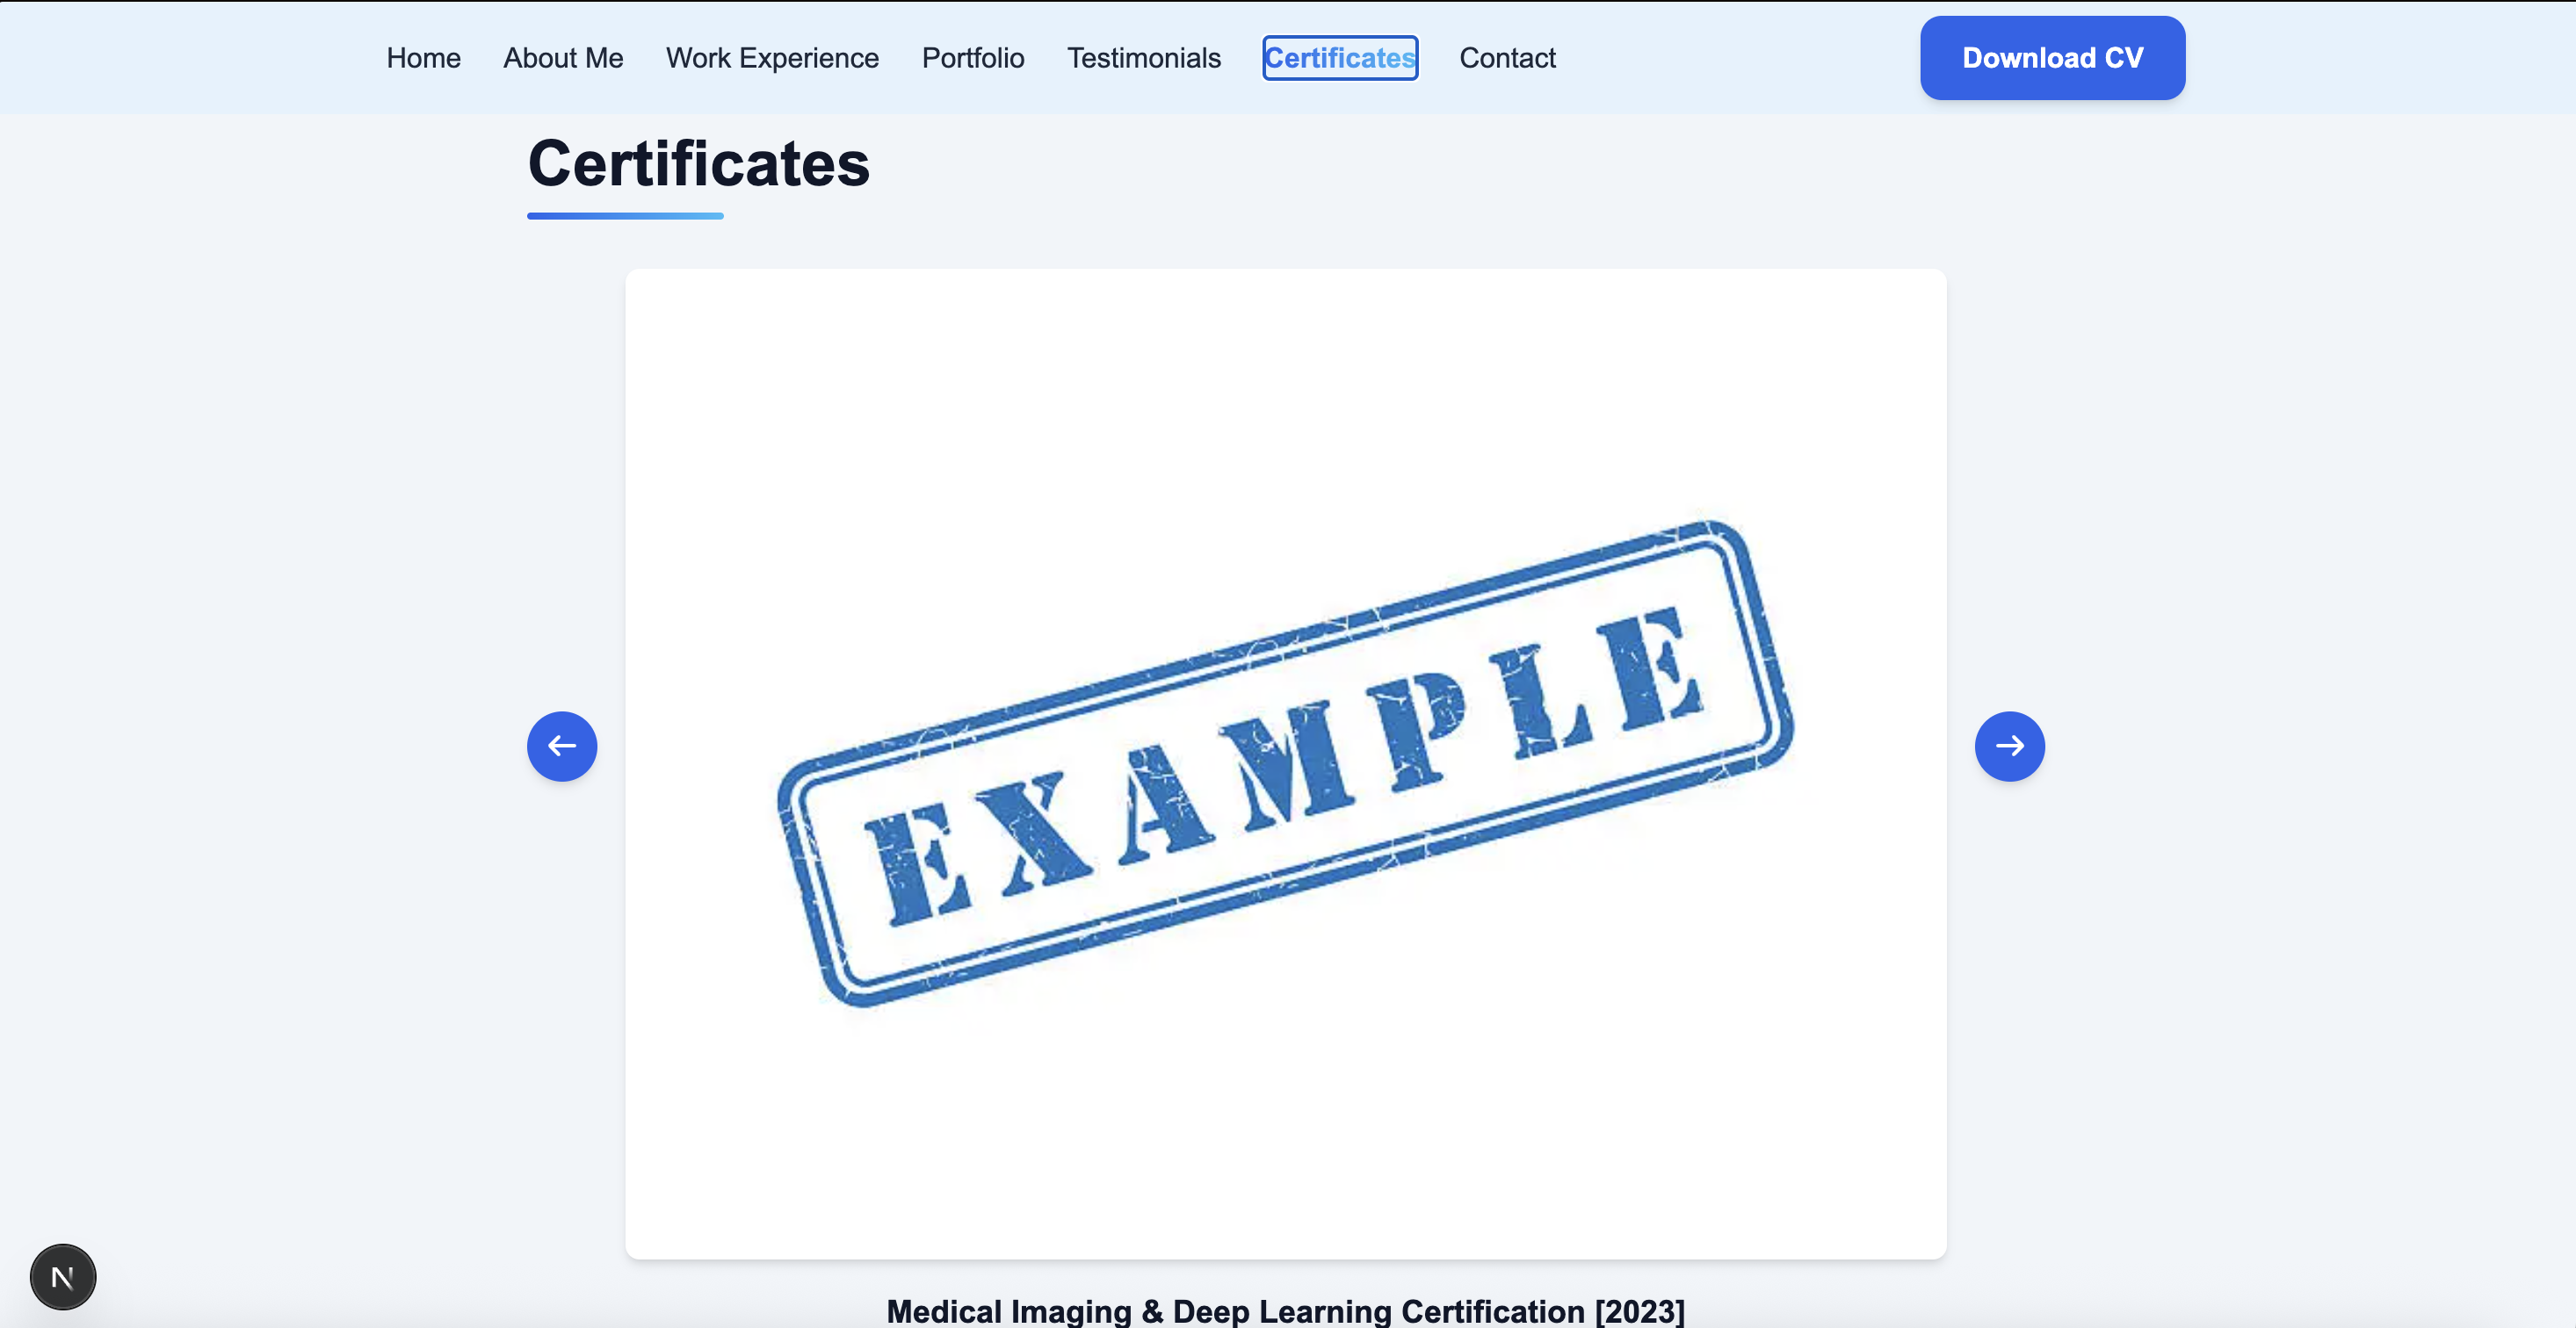 Home About Me Work Experience Portfolio Testimonials Certificates Contact Download CV
Certificates
EXAMPLE
N
Medical Imaging & Deep Learning Certification [2023]